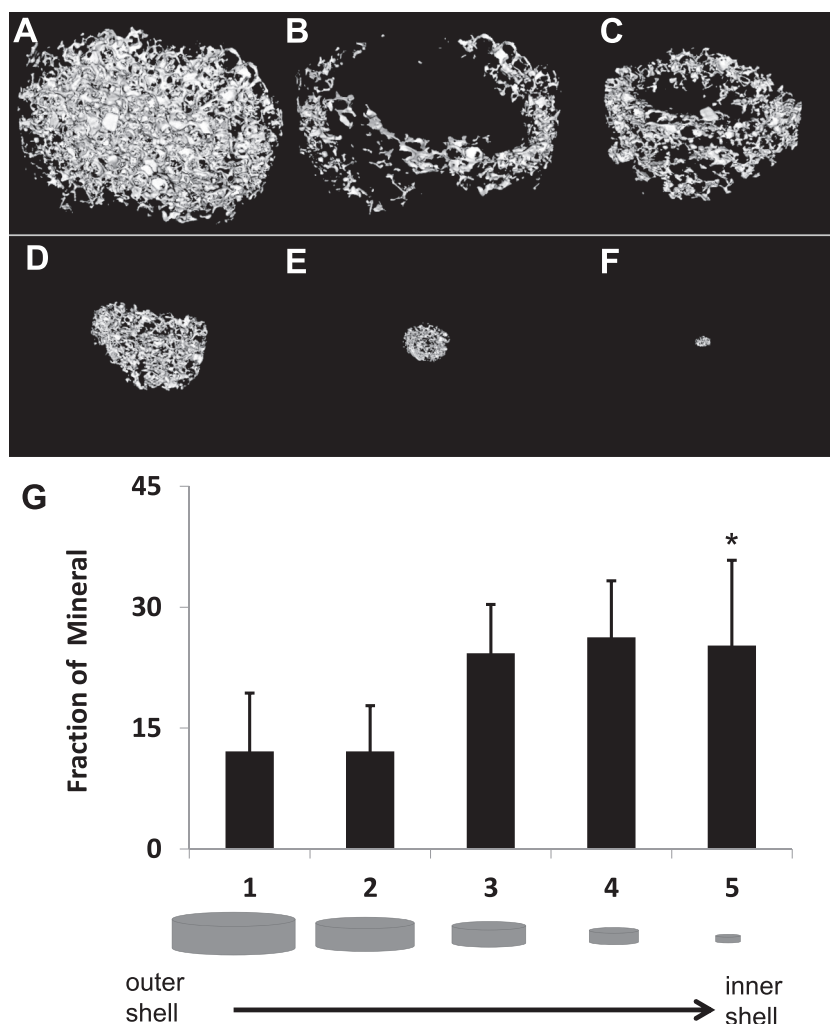 A B C
D E F
G
45
30
15
0
Fraction of Mineral
*
1 2 3 4 5
outer
shell
inner
shell